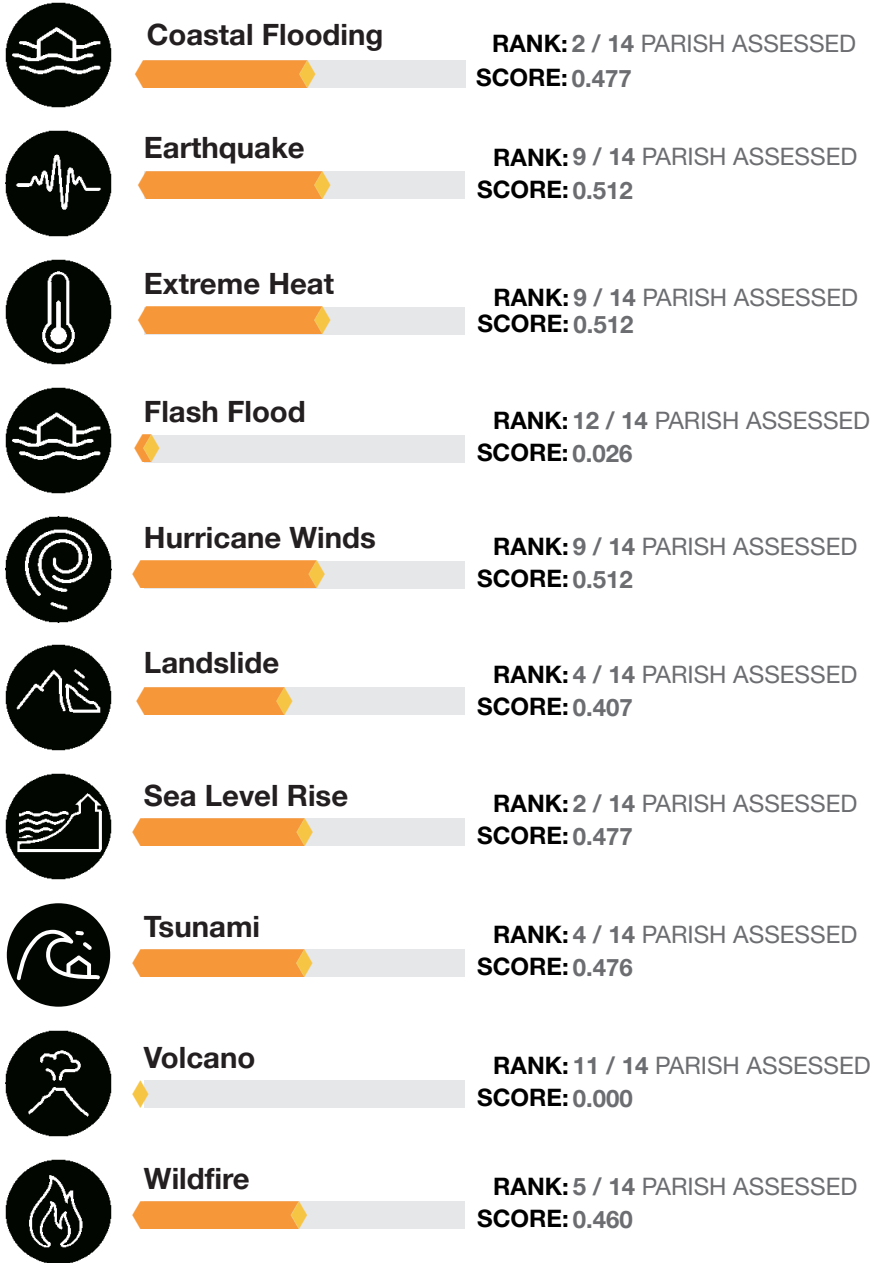 Coastal Flooding
RANK: 2 / 14 PARISH ASSESSED
SCORE: 0.477
Earthquake
RANK: 9 / 14 PARISH ASSESSED
SCORE: 0.512
Extreme Heat
RANK: 9 / 14 PARISH ASSESSED
SCORE: 0.512
Flash Flood
RANK: 12 / 14 PARISH ASSESSED
SCORE: 0.026
Hurricane Winds
RANK: 9 / 14 PARISH ASSESSED
SCORE: 0.512
Landslide
RANK: 4 / 14 PARISH ASSESSED
SCORE: 0.407
Sea Level Rise
RANK: 2 / 14 PARISH ASSESSED
SCORE: 0.477
Tsunami
RANK: 4 / 14 PARISH ASSESSED
SCORE: 0.476
Volcano
RANK: 11 / 14 PARISH ASSESSED
SCORE: 0.000
Wildfire
RANK: 5 / 14 PARISH ASSESSED
SCORE: 0.460